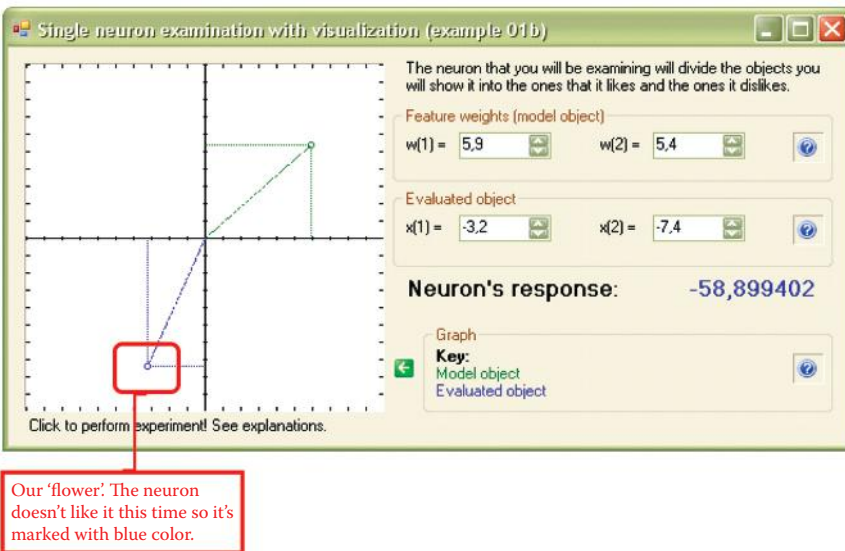 Single neuron examination with visualization (example 01b)
The neuron that you will be examining will divide the objects you
will show it into the ones that it likes and the ones it dislikes.
Feature weights (model object)
w(1) = 5,9 w(2) = 5,4
Evaluated object
x(1) = -3,2 x(2) = -7,4
Neuron's response: -58,899402
Graph
Key:
Model object
Evaluated object
Click to perform experiment! See explanations.
Our ‘flower’. The neuron
doesn’t like it this time so it’s
marked with blue color.